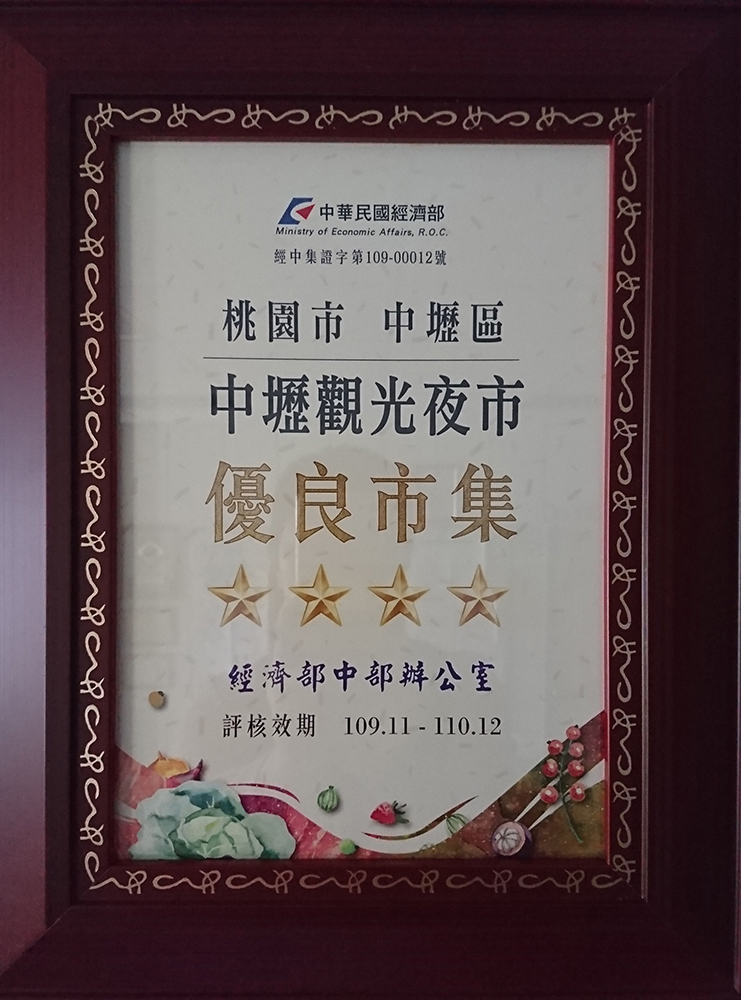 中華民國經濟部
Ministry of Economic Affairs, R.O.C.
經中集證字第109-00012號
桃園市 中壢區
中壢觀光夜市
優良市集
經濟部中部辦公室
評核效期 109.11 - 110.12